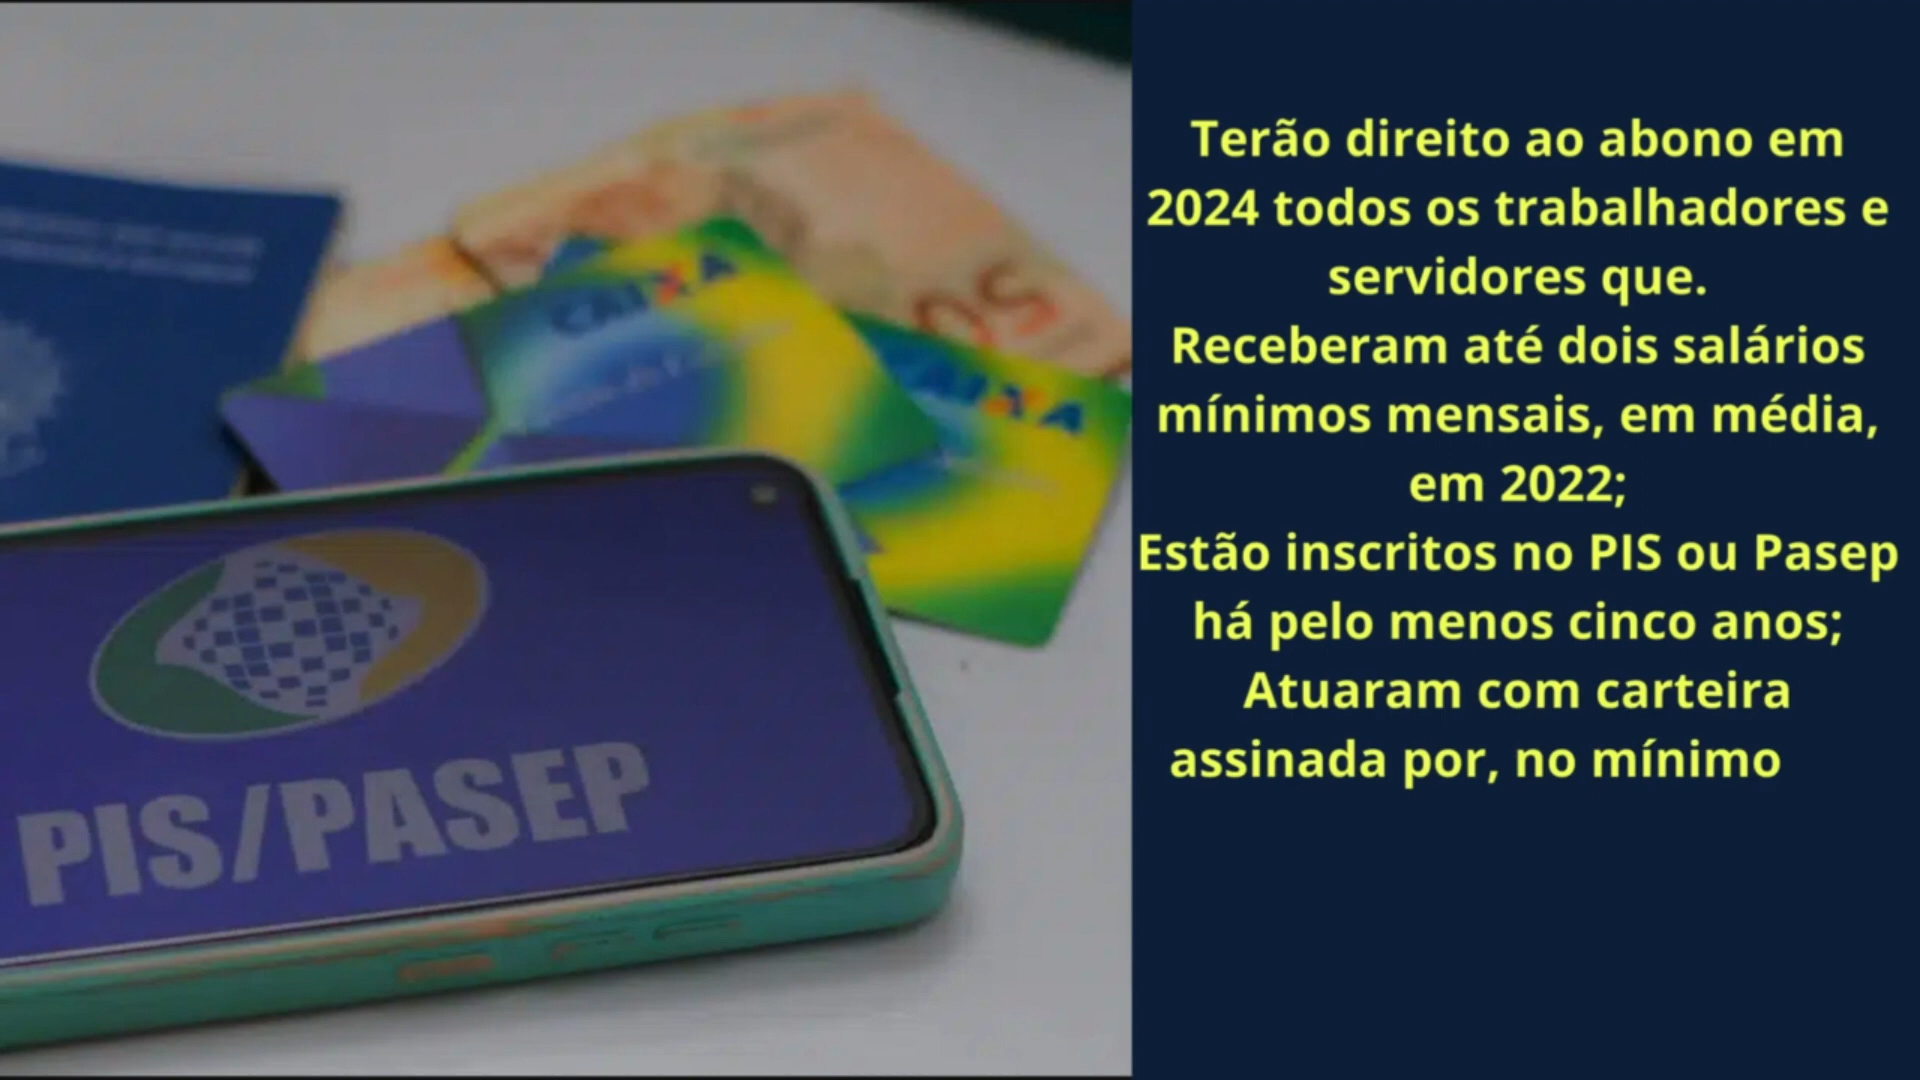 Terão direito ao abono em
2024 todos os trabalhadores e
servidores que.
Receberam até dois salários
mínimos mensais, em média,
em 2022;
Estão inscritos no PIS ou Pasep
há pelo menos cinco anos;
Atuaram com carteira
assinada por, no mínimo
CAIXA
CAIXA
PIS/PASEP